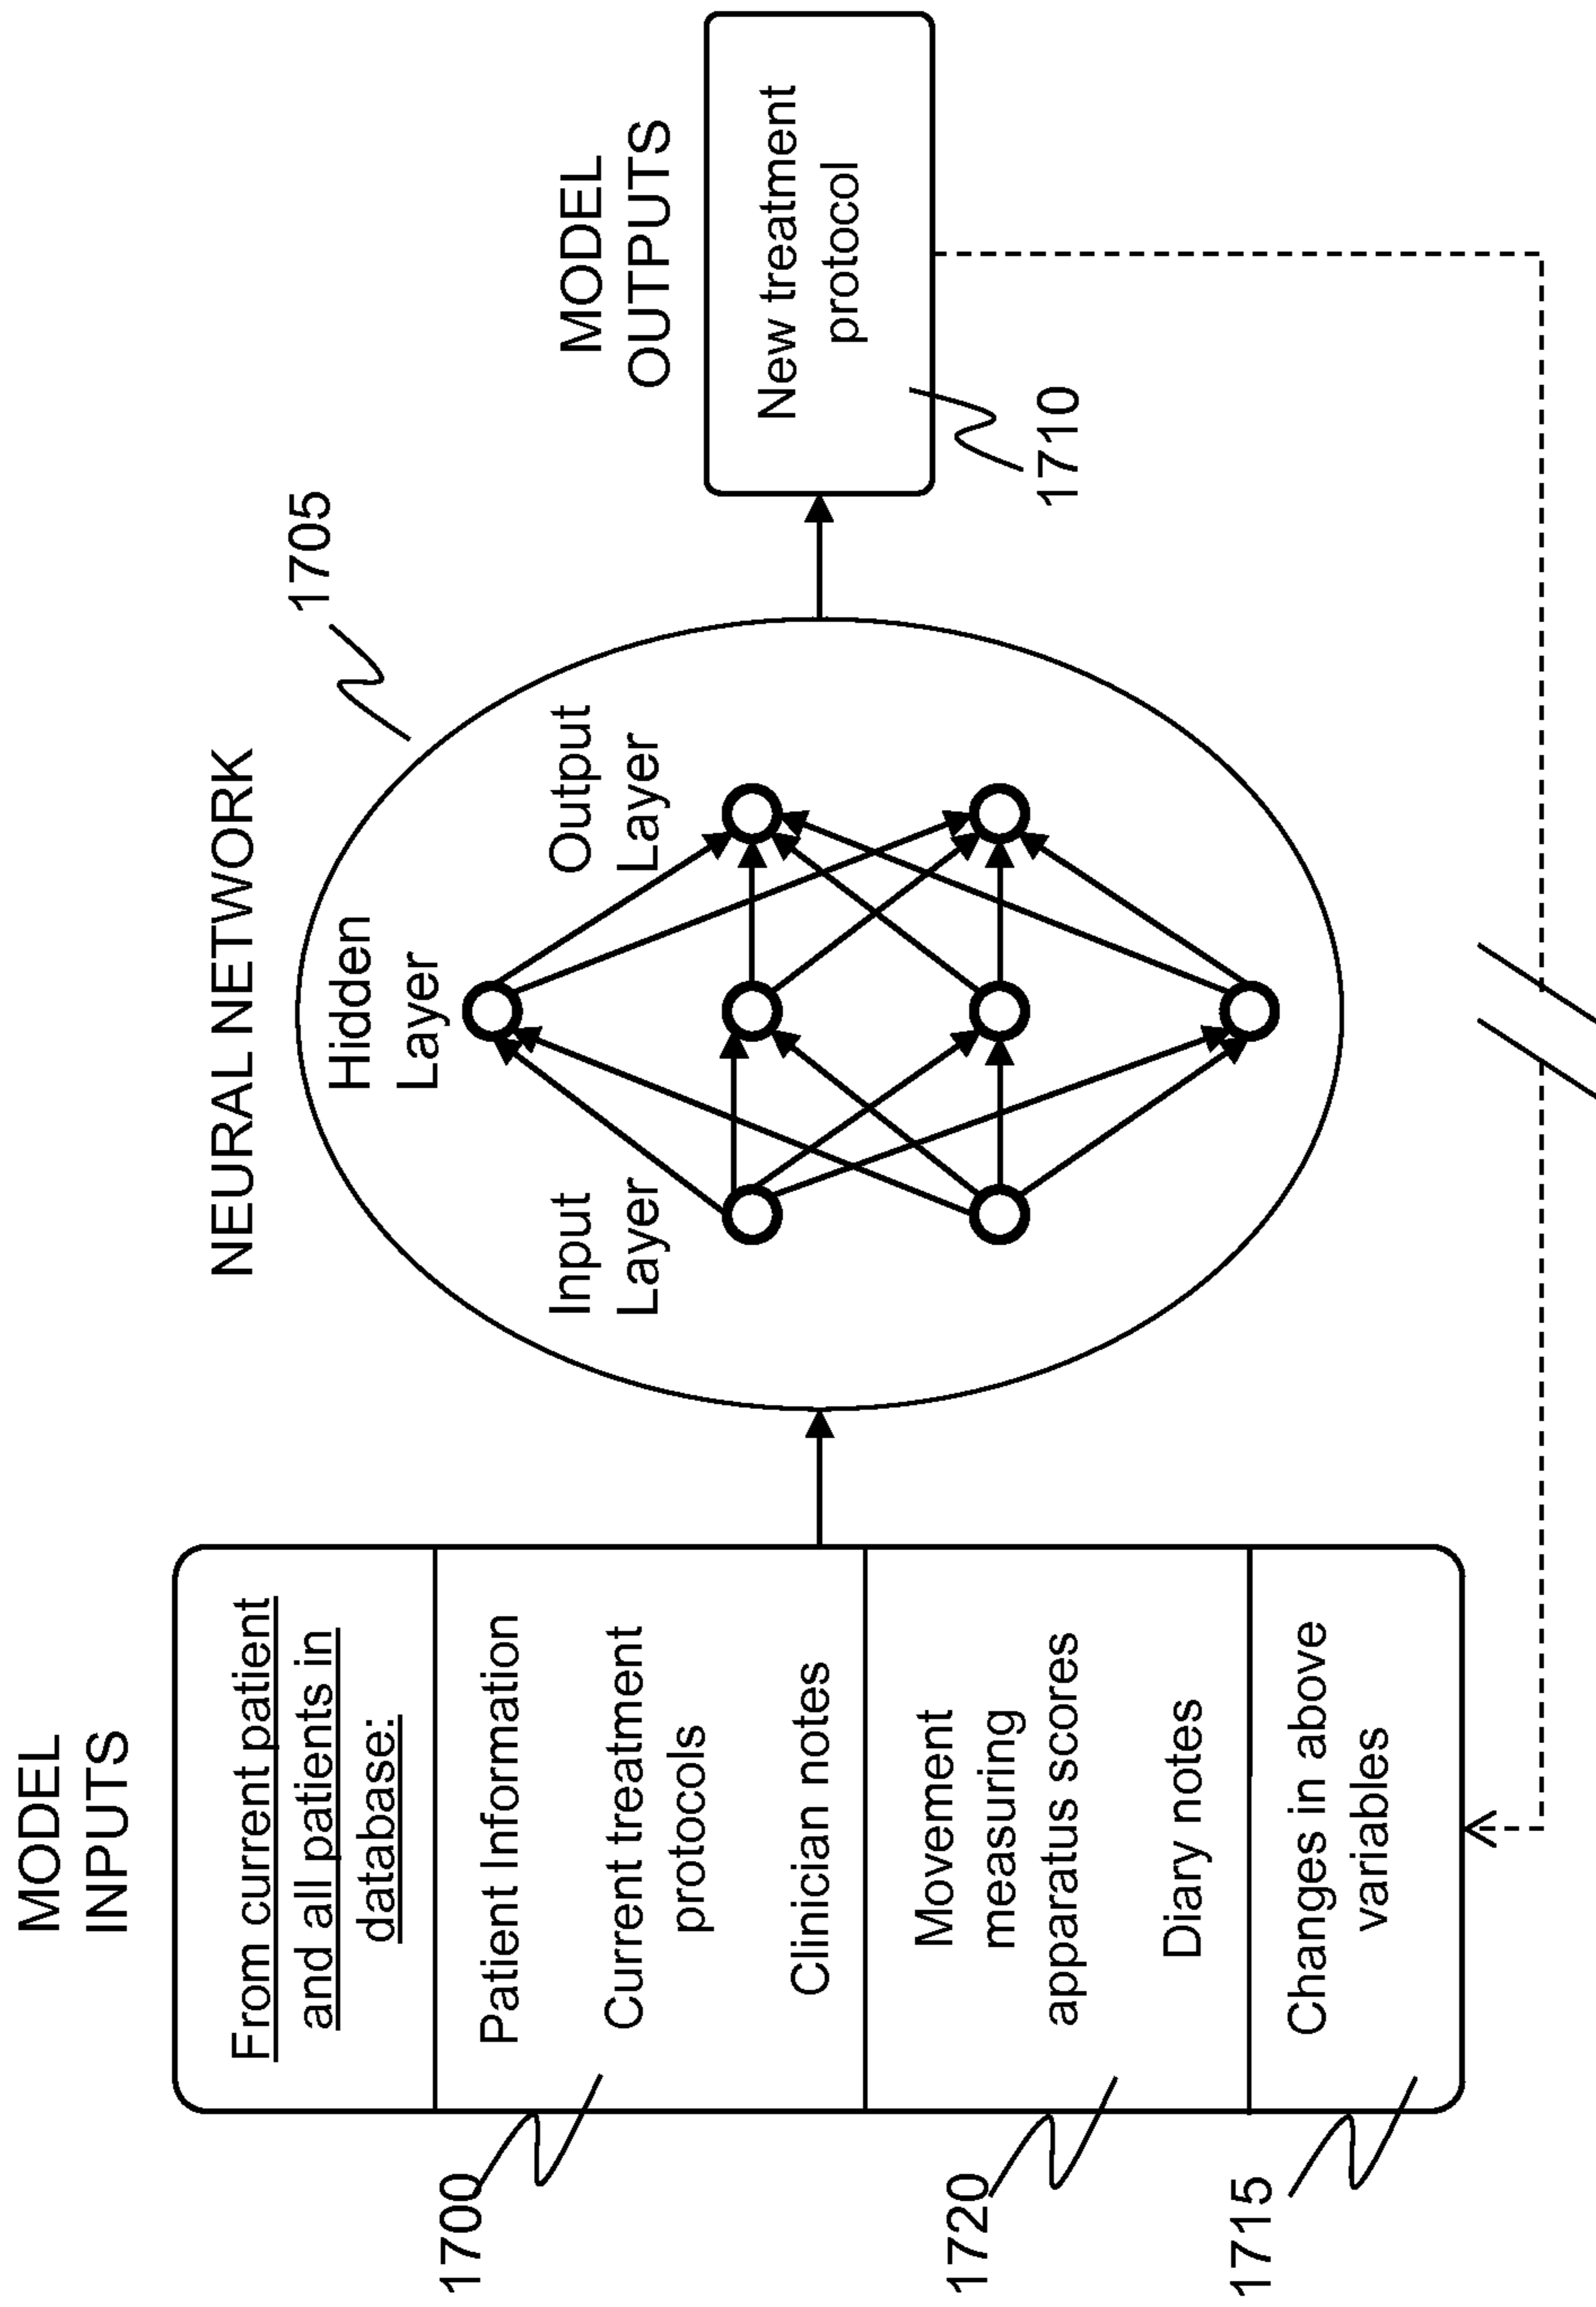 MODEL
INPUTS
From current patient
and all patients in
database:
Patient Information
Current treatment
protocols
Clinician notes
Movement
measuring
apparatus scores
Diary notes
Changes in above
variables
1700
1720
1715
NEURAL NETWORK
1705
Input
Layer
Hidden
Layer
Output
Layer
MODEL
OUTPUTS
New treatment
protocol
1710